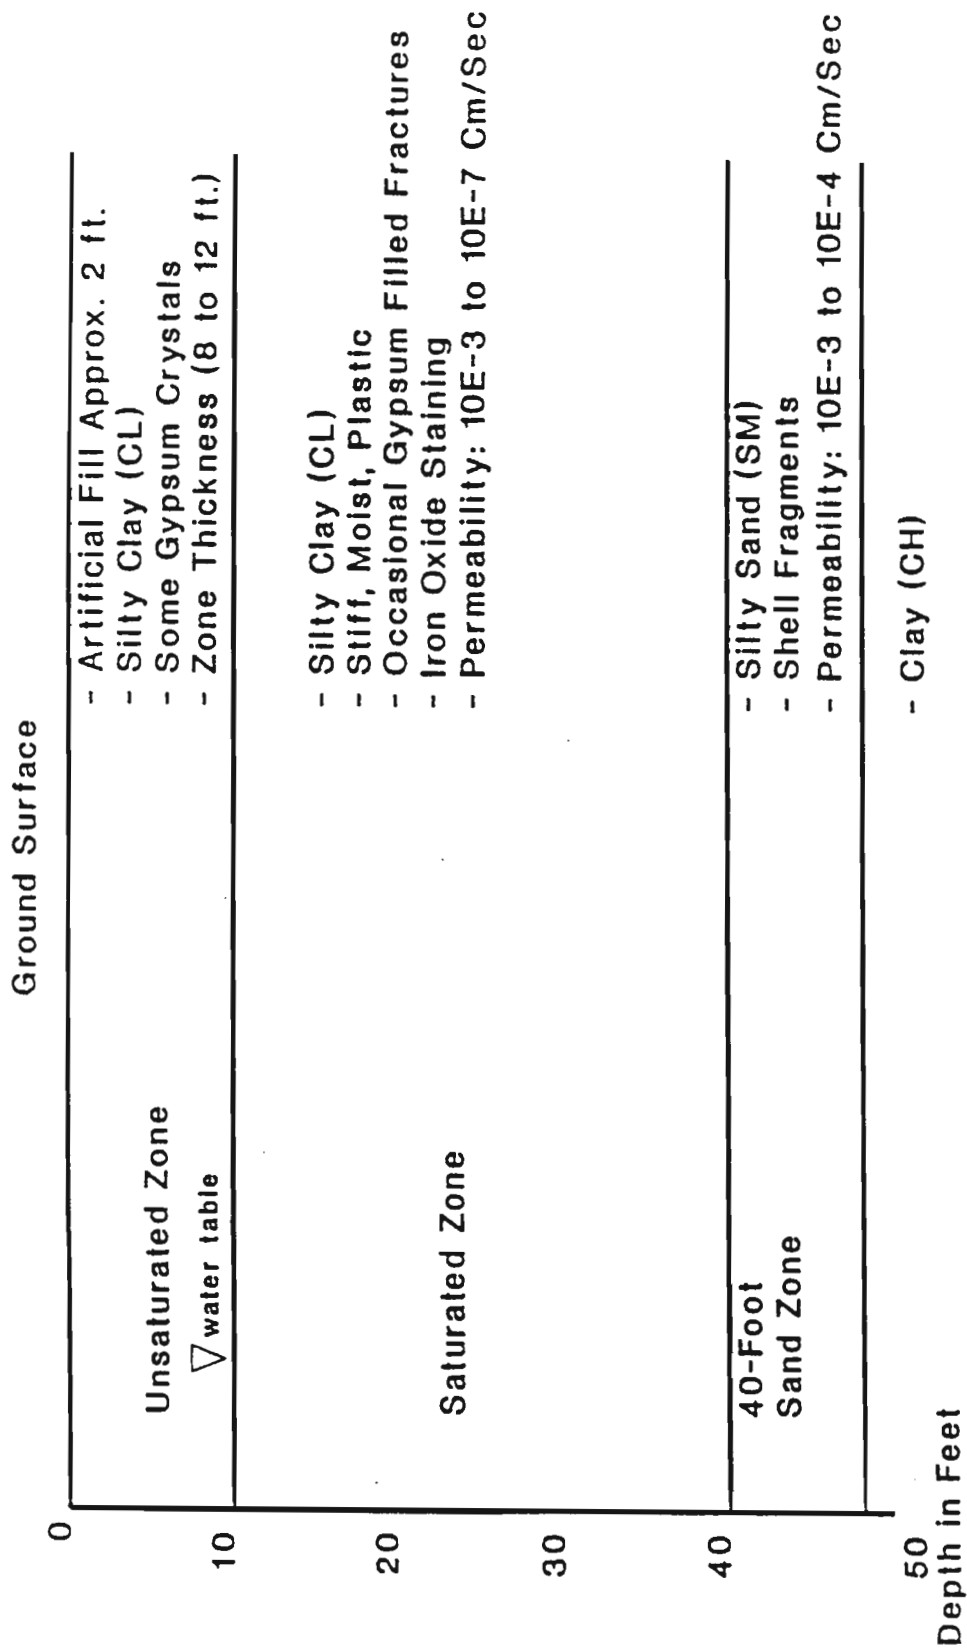 Ground Surface
0
Unsaturated Zone
▽ water table
- Artificial Fill Approx. 2 ft.
- Silty Clay (CL)
- Some Gypsum Crystals
- Zone Thickness (8 to 12 ft.)
10
Saturated Zone
- Silty Clay (CL)
- Stiff, Moist, Plastic
- Occasional Gypsum Filled Fractures
- Iron Oxide Staining
- Permeability: 10E-3 to 10E-7 Cm/Sec
20
30
40
40-Foot
Sand Zone
- Silty Sand (SM)
- Shell Fragments
- Permeability: 10E-3 to 10E-4 Cm/Sec
- Clay (CH)
50
Depth in Feet